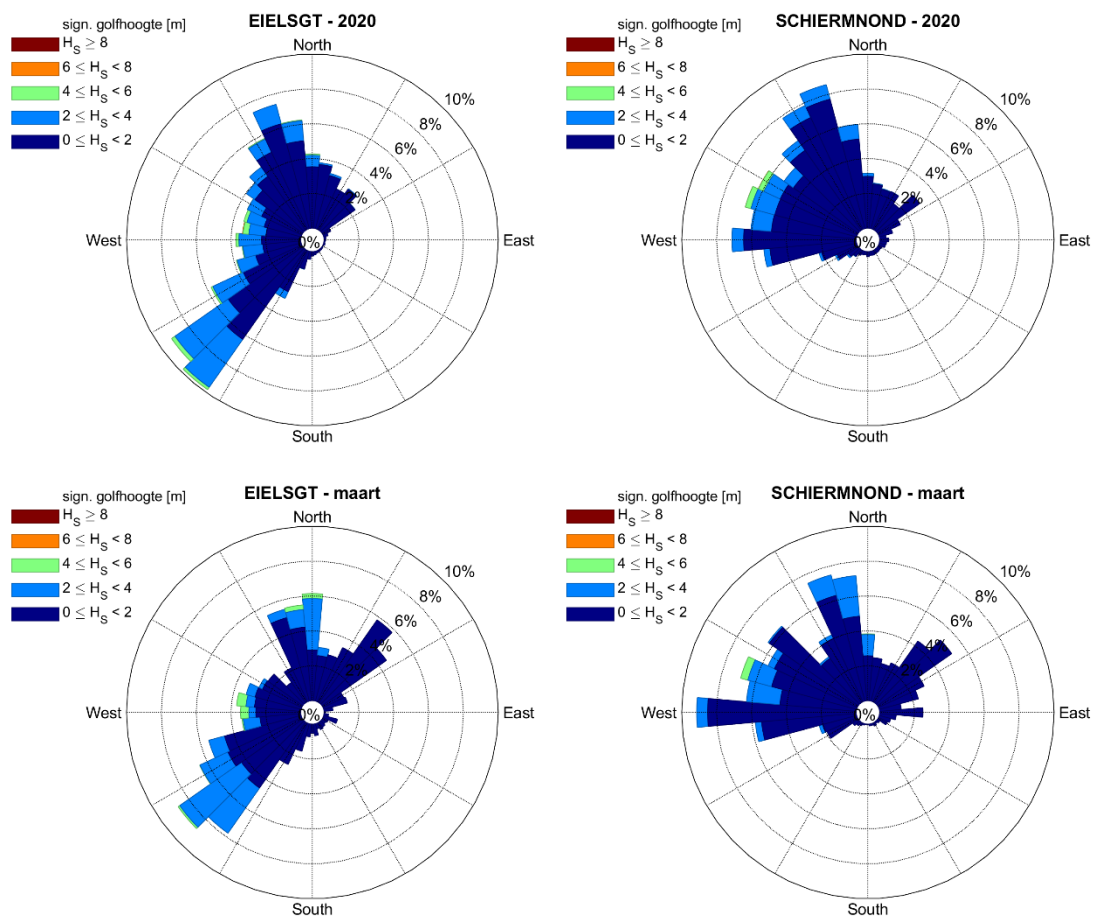 EIELSGT - 2020
sign. golfhoogte [m]
H_S ≥ 8
6 ≤ H_S < 8
4 ≤ H_S < 6
2 ≤ H_S < 4
0 ≤ H_S < 2
North
10%
8%
6%
4%
2%
0%
West
East
South
SCHIERMNOND - 2020
sign. golfhoogte [m]
H_S ≥ 8
6 ≤ H_S < 8
4 ≤ H_S < 6
2 ≤ H_S < 4
0 ≤ H_S < 2
North
10%
8%
6%
4%
2%
0%
West
East
South
EIELSGT - maart
sign. golfhoogte [m]
H_S ≥ 8
6 ≤ H_S < 8
4 ≤ H_S < 6
2 ≤ H_S < 4
0 ≤ H_S < 2
North
10%
8%
6%
4%
2%
0%
West
East
South
SCHIERMNOND - maart
sign. golfhoogte [m]
H_S ≥ 8
6 ≤ H_S < 8
4 ≤ H_S < 6
2 ≤ H_S < 4
0 ≤ H_S < 2
North
10%
8%
6%
4%
2%
0%
West
East
South